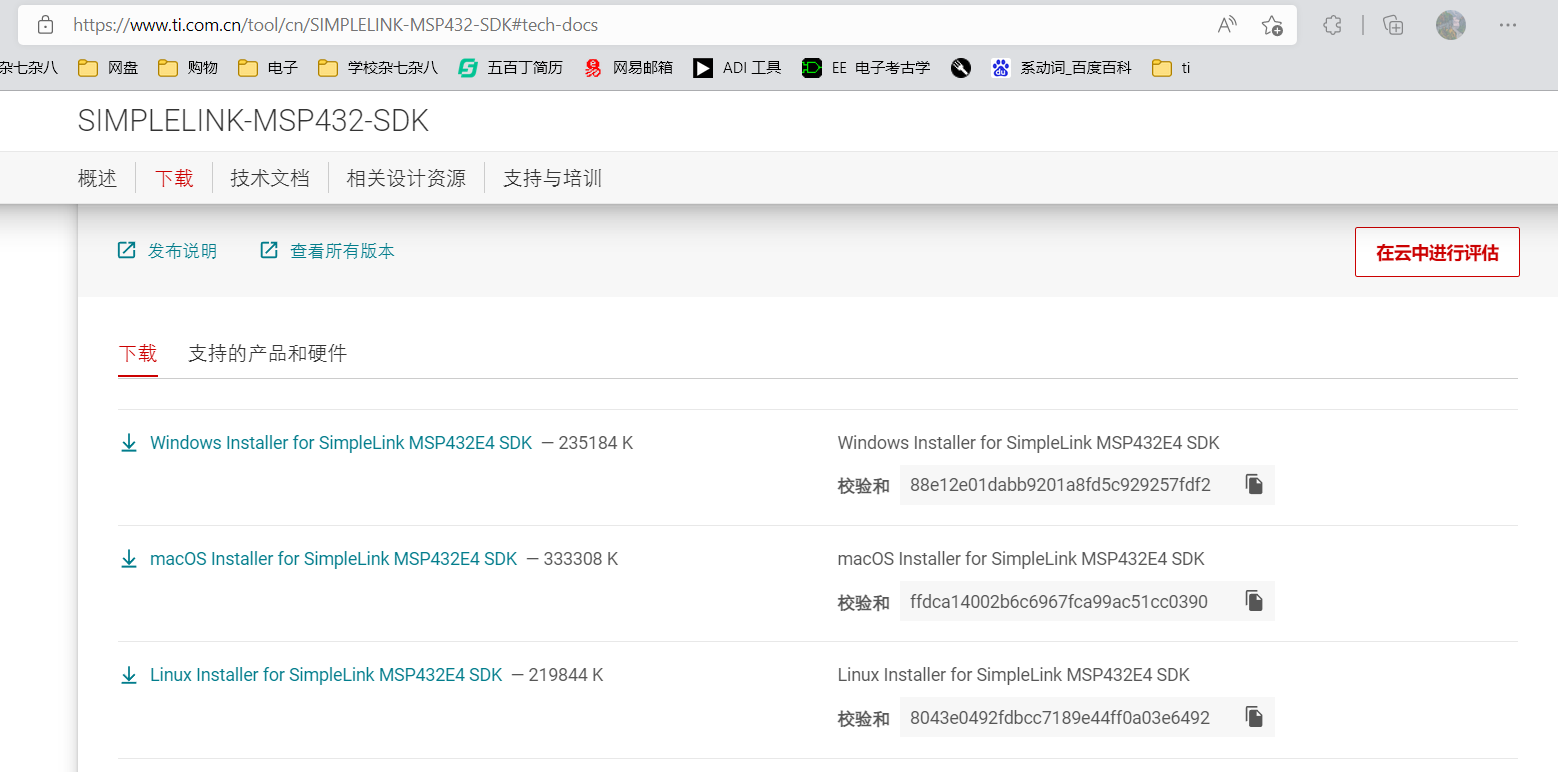 https://www.ti.com.cn/tool/cn/SIMPLELINK-MSP432-SDK#tech-docs
杂七杂八 网盘 购物 电子 学校杂七杂八 五百丁简历 网易邮箱 ADI 工具 EE 电子考古学 系动词_百度百科 ti
SIMPLELINK-MSP432-SDK
概述 下载 技术文档 相关设计资源 支持与培训
发布说明 查看所有版本 在云中进行评估
下载 支持的产品和硬件
Windows Installer for SimpleLink MSP432E4 SDK — 235184 K Windows Installer for SimpleLink MSP432E4 SDK
校验和 88e12e01dabb9201a8fd5c929257fdf2
macOS Installer for SimpleLink MSP432E4 SDK — 333308 K macOS Installer for SimpleLink MSP432E4 SDK
校验和 ffdca14002b6c6967fca99ac51cc0390
Linux Installer for SimpleLink MSP432E4 SDK — 219844 K Linux Installer for SimpleLink MSP432E4 SDK
校验和 8043e0492fdbcc7189e44ff0a03e6492